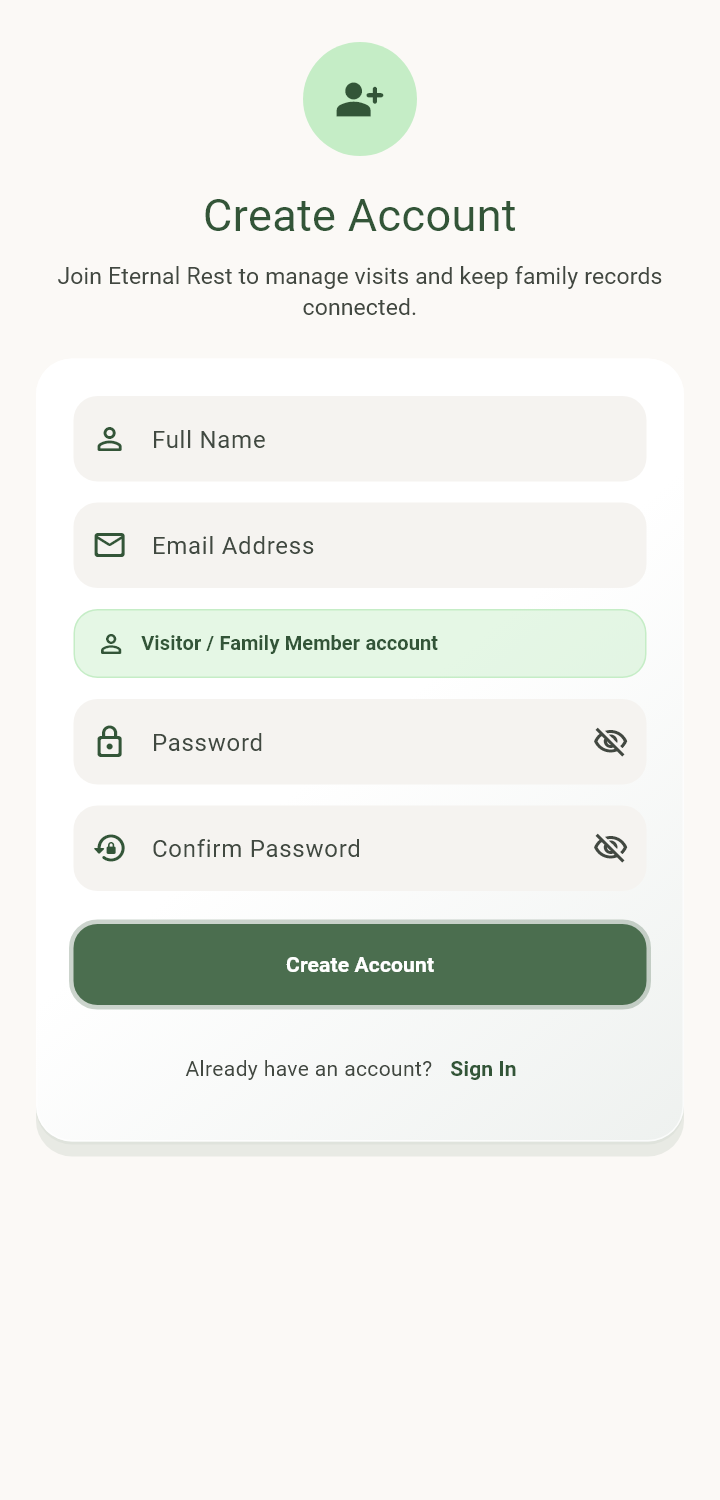 Create Account
Join Eternal Rest to manage visits and keep family records
connected.
Full Name
Email Address
Visitor / Family Member account
Password
Confirm Password
Create Account
Already have an account? Sign In